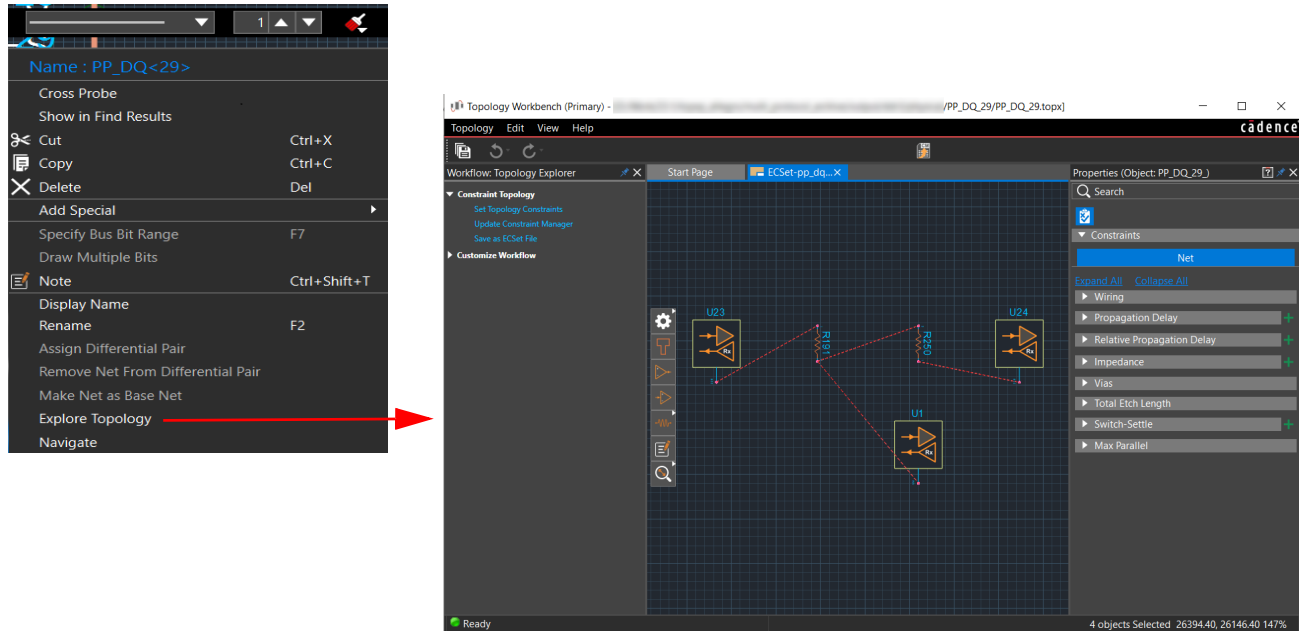 1
Name : PP_DQ<29>
Cross Probe
Show in Find Results
Cut Ctrl+X
Copy Ctrl+C
Delete Del
Add Special
Specify Bus Bit Range F7
Draw Multiple Bits
Note Ctrl+Shift+T
Display Name
Rename F2
Assign Differential Pair
Remove Net From Differential Pair
Make Net as Base Net
Explore Topology
Navigate
Topology Workbench (Primary) - /PP_DQ_29/PP_DQ_29.topx]
Topology Edit View Help
cādence
Workflow: Topology Explorer
Constraint Topology
Set Topology Constraints
Update Constraint Manager
Save as ECSet File
Customize Workflow
Start Page
ECSet-pp_dq...
U23
Rx
1
R191
R250
U24
Rx
1
U1
Rx
1
Properties (Object: PP_DQ_29_)
Search
Constraints
Net
Expand All Collapse All
Wiring
Propagation Delay
Relative Propagation Delay
Impedance
Vias
Total Etch Length
Switch-Settle
Max Parallel
Ready
4 objects Selected 26394.40, 26146.40 147%